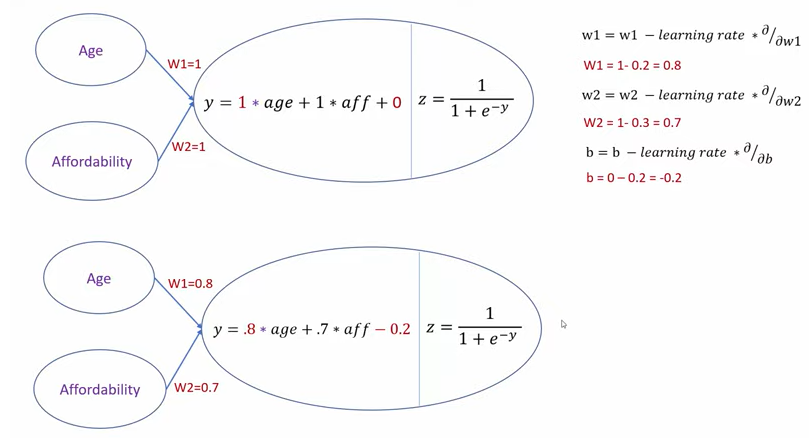 Age
W1=1
y = 1 * age + 1 * aff + 0
z = 1 / 1 + e^−y
W2=1
Affordability
w1 = w1 − learning rate * ∂/∂w1
W1 = 1- 0.2 = 0.8
w2 = w2 − learning rate * ∂/∂w2
W2 = 1- 0.3 = 0.7
b = b − learning rate * ∂/∂b
b = 0 – 0.2 = -0.2
Age
W1=0.8
y = .8 * age + .7 * aff − 0.2
z = 1 / 1 + e^−y
W2=0.7
Affordability